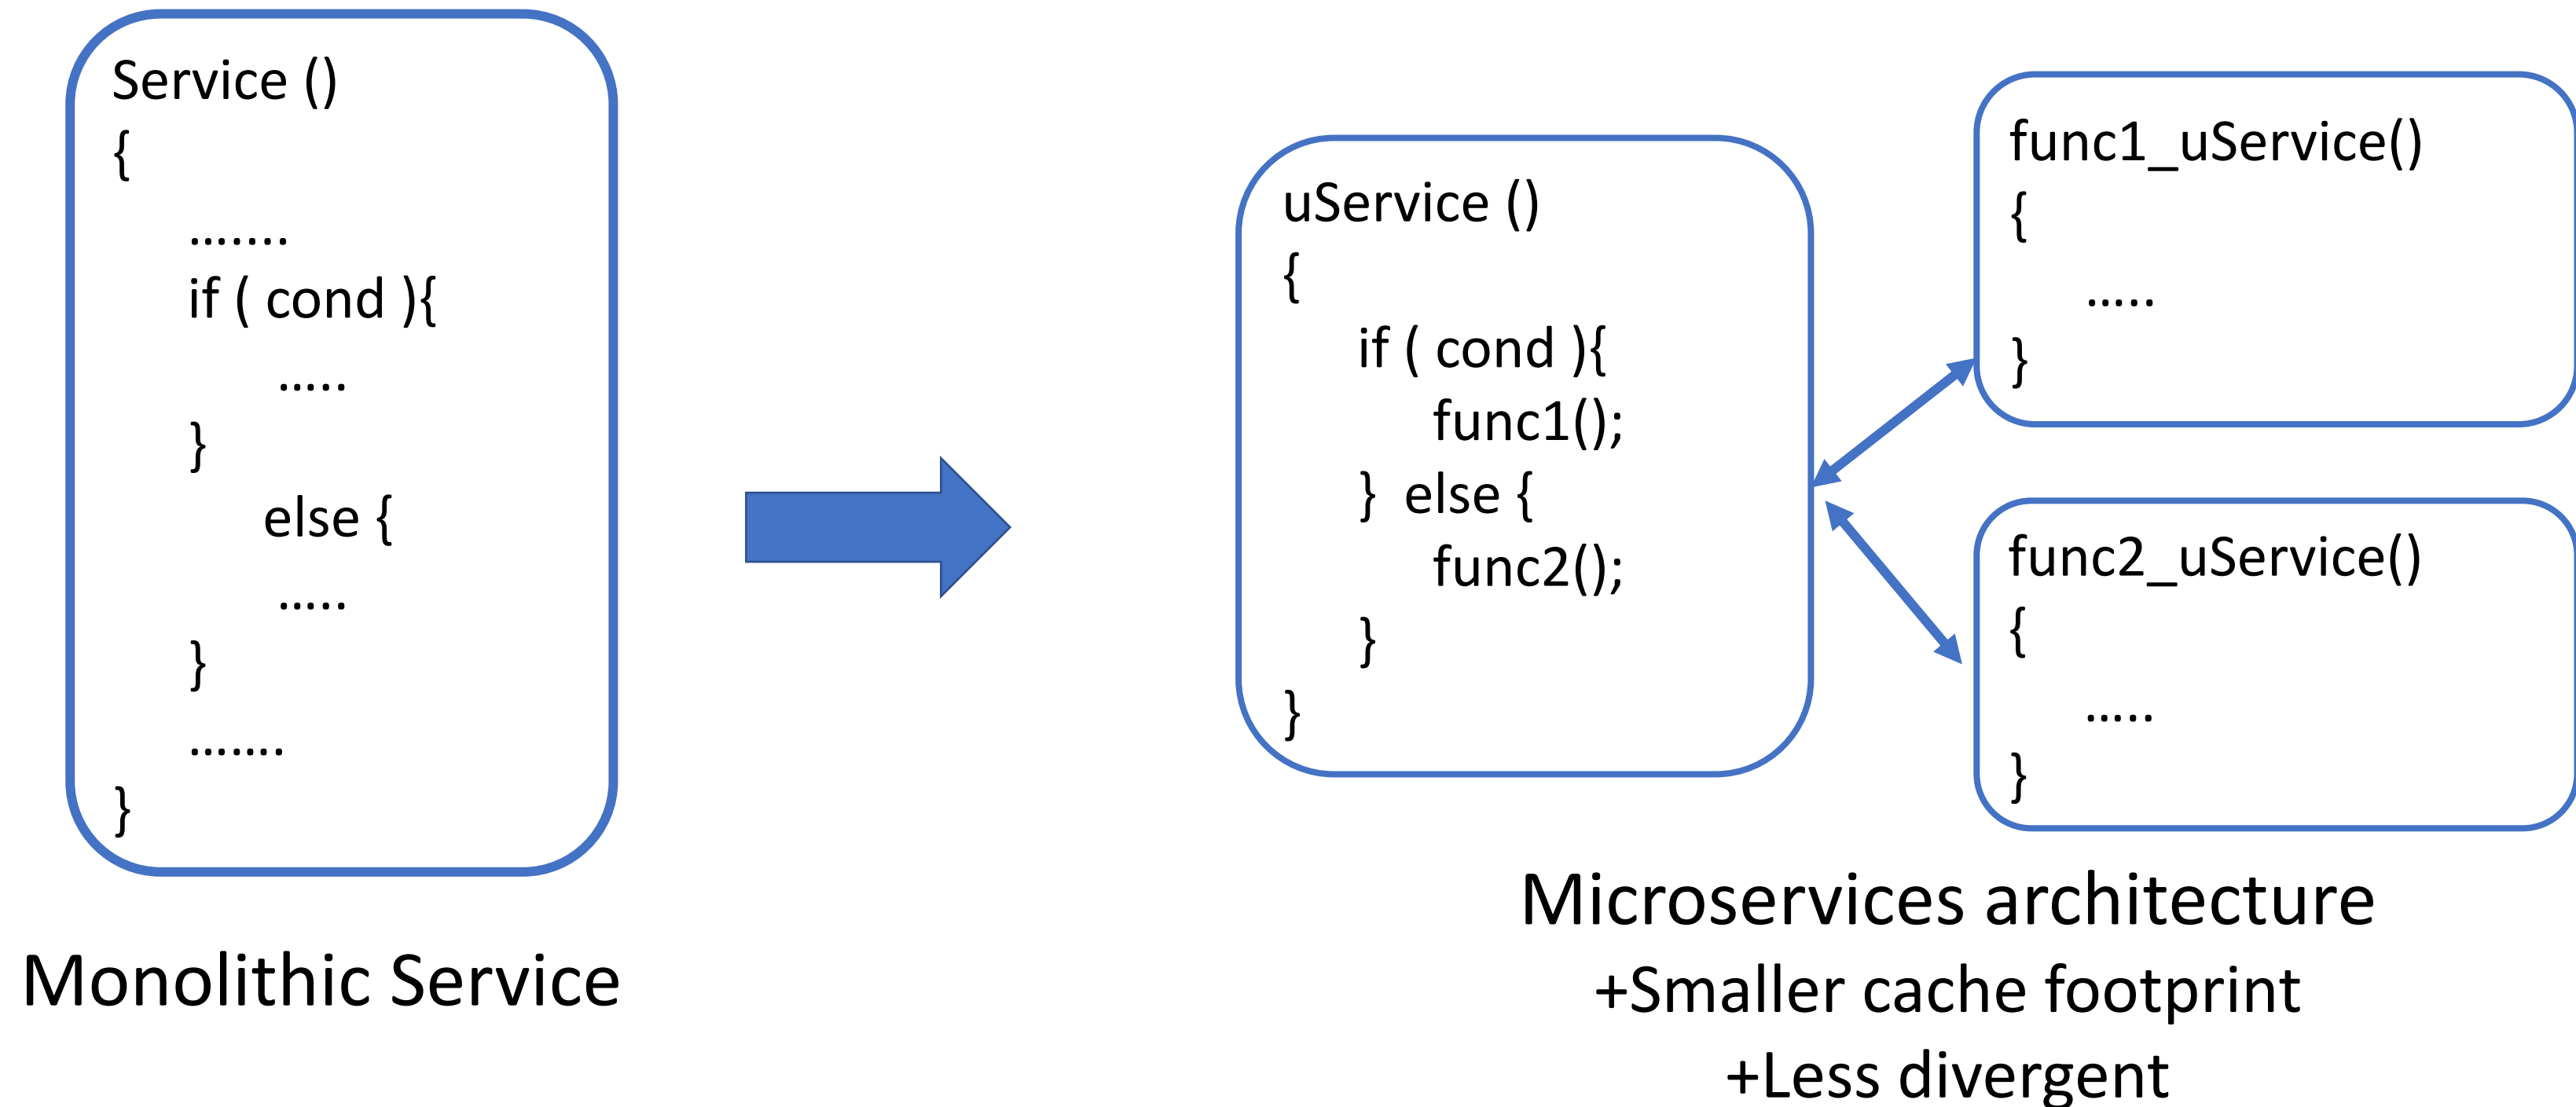 Service ()
{
…….
if ( cond ){
…..
}
else {
…..
}
…….
}
Monolithic Service
uService ()
{
if ( cond ){
func1();
} else {
func2();
}
}
func1_uService()
{
…..
}
func2_uService()
{
…..
}
Microservices architecture
+Smaller cache footprint
+Less divergent